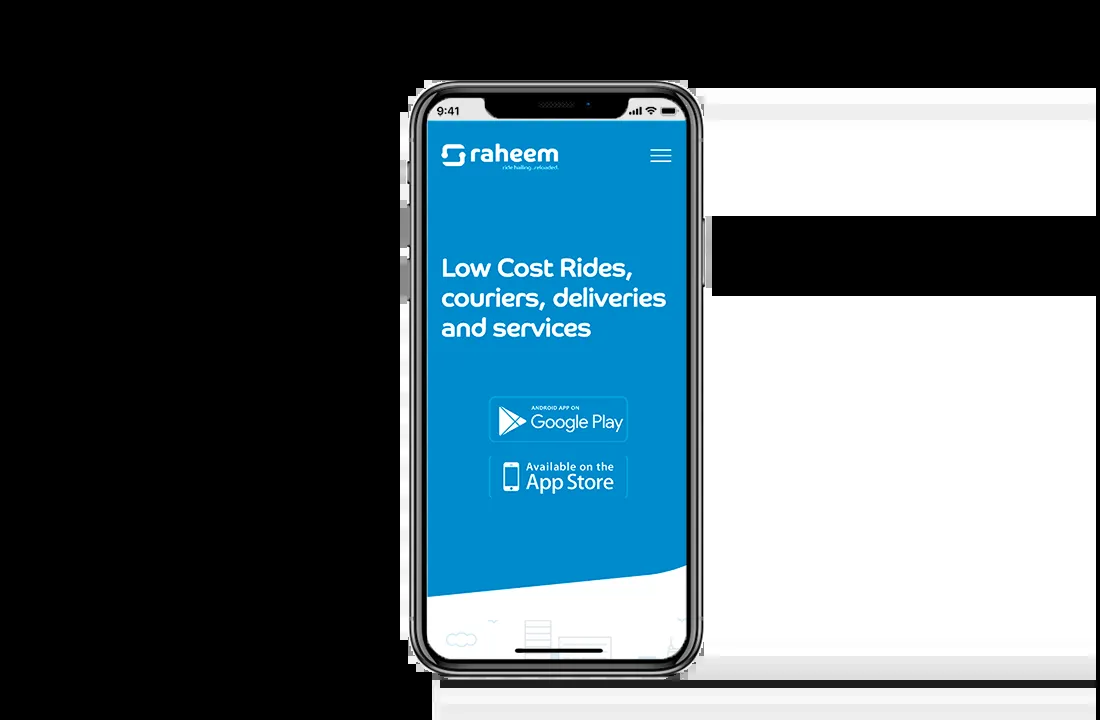 9:41
raheem
ride hailing. reloaded.
Low Cost Rides,
couriers, deliveries
and services
ANDROID APP ON
Google Play
Available on the
App Store